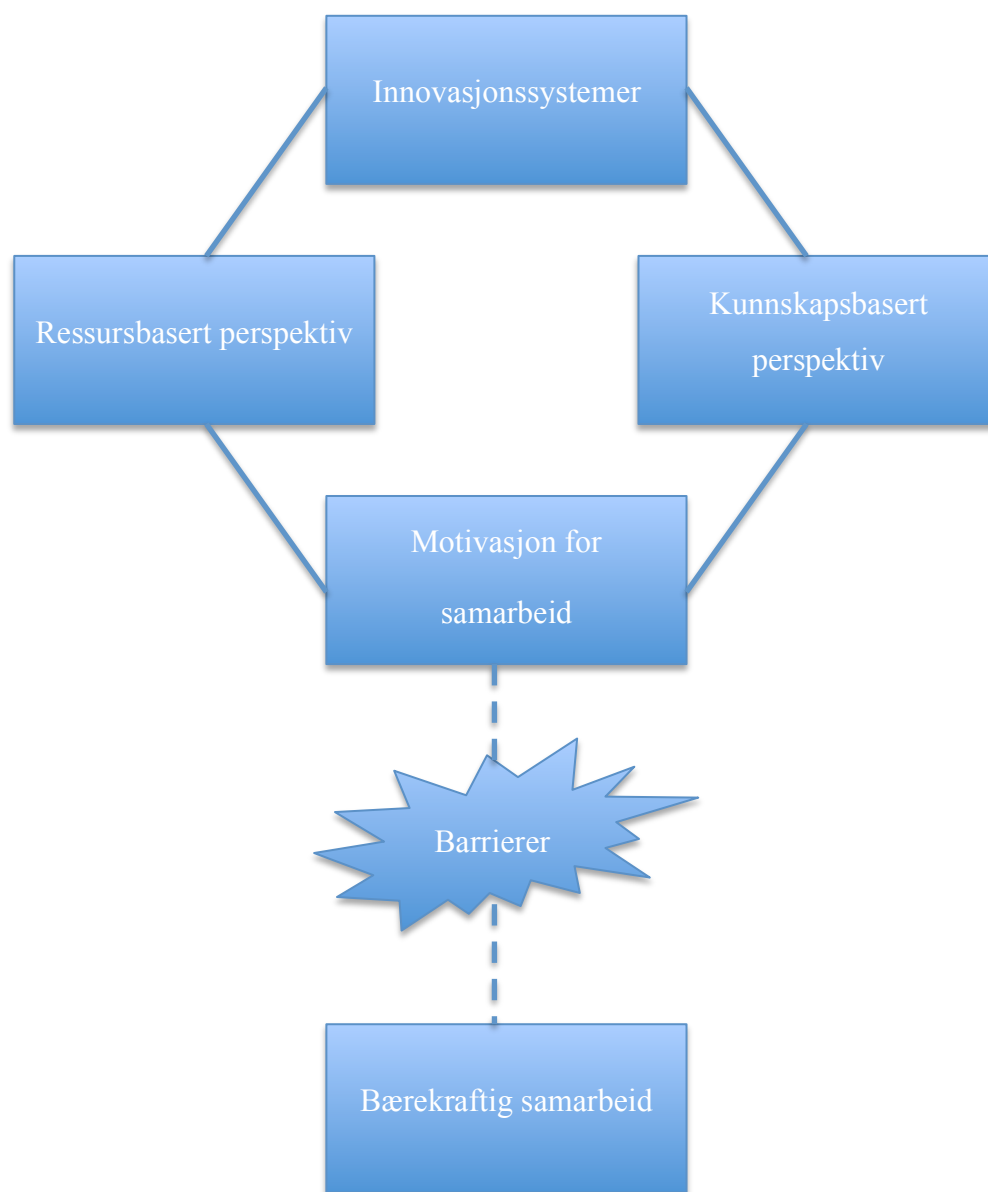 Innovasjonssystemer
Ressursbasert perspektiv
Kunnskapsbasert
perspektiv
Motivasjon for
samarbeid
Barrierer
Bærekraftig samarbeid